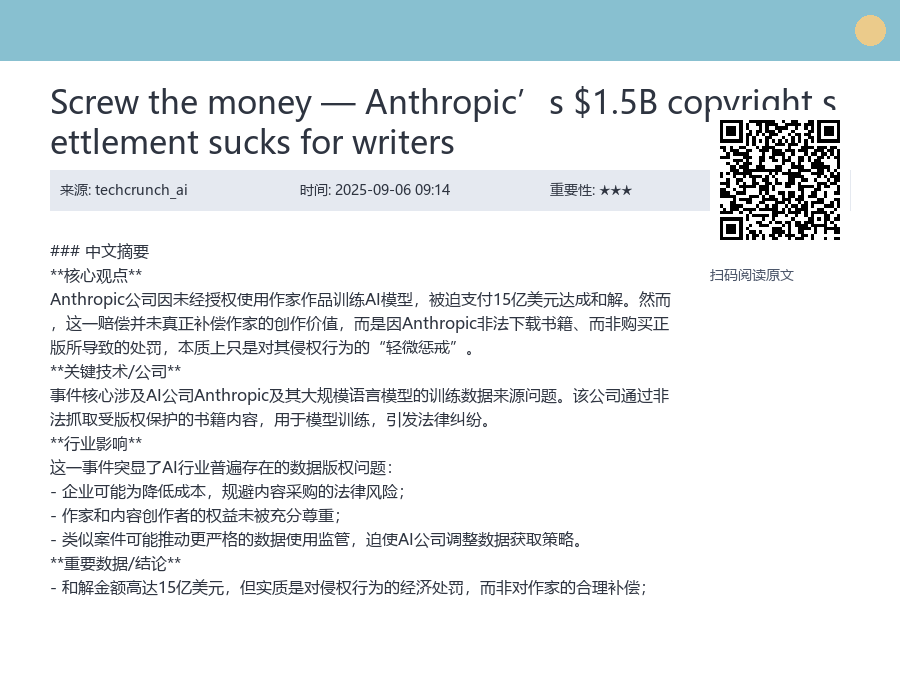 Screw the money — Anthropic’s $1.5B copyright s
ettlement sucks for writers
来源: techcrunch_ai
时间: 2025-09-06 09:14
重要性: ★★★
扫码阅读原文
### 中文摘要
**核心观点**
Anthropic公司因未经授权使用作家作品训练AI模型，被迫支付15亿美元达成和解。然而
，这一赔偿并未真正补偿作家的创作价值，而是因Anthropic非法下载书籍、而非购买正
版所导致的处罚，本质上只是对其侵权行为的“轻微惩戒”。
**关键技术/公司**
事件核心涉及AI公司Anthropic及其大规模语言模型的训练数据来源问题。该公司通过非
法抓取受版权保护的书籍内容，用于模型训练，引发法律纠纷。
**行业影响**
这一事件突显了AI行业普遍存在的数据版权问题：
- 企业可能为降低成本，规避内容采购的法律风险；
- 作家和内容创作者的权益未被充分尊重；
- 类似案件可能推动更严格的数据使用监管，迫使AI公司调整数据获取策略。
**重要数据/结论**
- 和解金额高达15亿美元，但实质是对侵权行为的经济处罚，而非对作家的合理补偿；